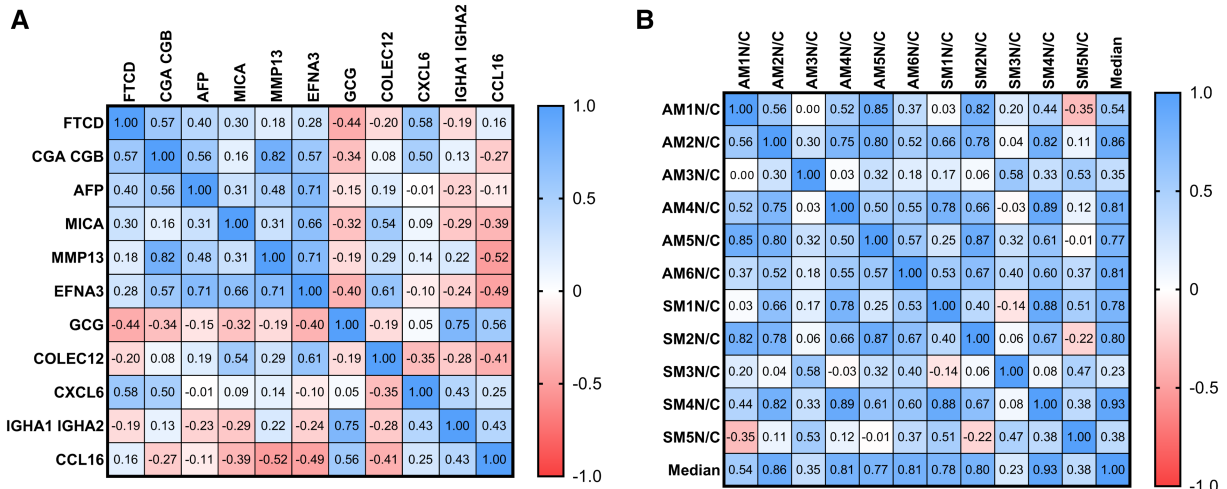 A
FTCD CGA CGB AFP MICA MMP13 EFNA3 GCG COLEC12 CXCL6 IGHA1 IGHA2 CCL16
FTCD 1.00 0.57 0.40 0.30 0.18 0.28 -0.44 -0.20 0.58 -0.19 0.16
CGA CGB 0.57 1.00 0.56 0.16 0.82 0.57 -0.34 0.08 0.50 0.13 -0.27
AFP 0.40 0.56 1.00 0.31 0.48 0.71 -0.15 0.19 -0.01 -0.23 -0.11
MICA 0.30 0.16 0.31 1.00 0.31 0.66 -0.32 0.54 0.09 -0.29 -0.39
MMP13 0.18 0.82 0.48 0.31 1.00 0.71 -0.19 0.29 0.14 0.22 -0.52
EFNA3 0.28 0.57 0.71 0.66 0.71 1.00 -0.40 0.61 -0.10 -0.24 -0.49
GCG -0.44 -0.34 -0.15 -0.32 -0.19 -0.40 1.00 -0.19 0.05 0.75 0.56
COLEC12 -0.20 0.08 0.19 0.54 0.29 0.61 -0.19 1.00 -0.35 -0.28 -0.41
CXCL6 0.58 0.50 -0.01 0.09 0.14 -0.10 0.05 -0.35 1.00 0.43 0.25
IGHA1 IGHA2 -0.19 0.13 -0.23 -0.29 0.22 -0.24 0.75 -0.28 0.43 1.00 0.43
CCL16 0.16 -0.27 -0.11 -0.39 -0.52 -0.49 0.56 -0.41 0.25 0.43 1.00
1.0
0.5
0
-0.5
-1.0
B
AM1N/C AM2N/C AM3N/C AM4N/C AM5N/C AM6N/C SM1N/C SM2N/C SM3N/C SM4N/C SM5N/C Median
AM1N/C 1.00 0.56 0.00 0.52 0.85 0.37 0.03 0.82 0.20 0.44 -0.35 0.54
AM2N/C 0.56 1.00 0.30 0.75 0.80 0.52 0.66 0.78 0.04 0.82 0.11 0.86
AM3N/C 0.00 0.30 1.00 0.03 0.32 0.18 0.17 0.06 0.58 0.33 0.53 0.35
AM4N/C 0.52 0.75 0.03 1.00 0.50 0.55 0.78 0.66 -0.03 0.89 0.12 0.81
AM5N/C 0.85 0.80 0.32 0.50 1.00 0.57 0.25 0.87 0.32 0.61 -0.01 0.77
AM6N/C 0.37 0.52 0.18 0.55 0.57 1.00 0.53 0.67 0.40 0.60 0.37 0.81
SM1N/C 0.03 0.66 0.17 0.78 0.25 0.53 1.00 0.40 -0.14 0.88 0.51 0.78
SM2N/C 0.82 0.78 0.06 0.66 0.87 0.67 0.40 1.00 0.06 0.67 -0.22 0.80
SM3N/C 0.20 0.04 0.58 -0.03 0.32 0.40 -0.14 0.06 1.00 0.08 0.47 0.23
SM4N/C 0.44 0.82 0.33 0.89 0.61 0.60 0.88 0.67 0.08 1.00 0.38 0.93
SM5N/C -0.35 0.11 0.53 0.12 -0.01 0.37 0.51 -0.22 0.47 0.38 1.00 0.38
Median 0.54 0.86 0.35 0.81 0.77 0.81 0.78 0.80 0.23 0.93 0.38 1.00
1.0
0.5
0
-0.5
-1.0